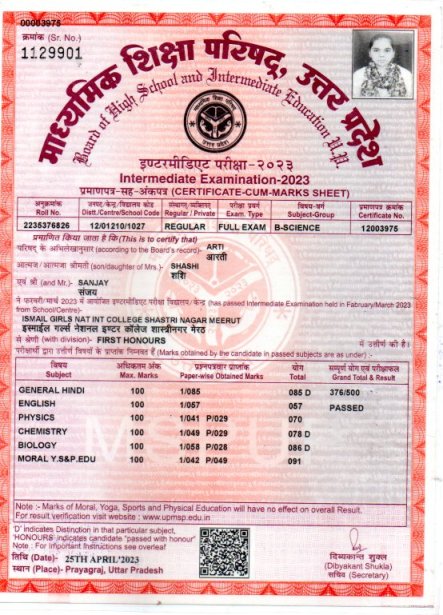 00003975
क्रमांक (Sr. No.)
1129901
माध्यमिक शिक्षा परिषद्, उत्तर प्रदेश
Board of High School and Intermediate Education U.P.
इण्टरमीडिएट परीक्षा - २०२३
Intermediate Examination-2023
प्रमाणपत्र-सह-अंकपत्र (CERTIFICATE-CUM-MARKS SHEET)
अनुक्रमांक जनपद/केन्द्र/विद्यालय कोड संस्थागत/व्यक्तिगत परीक्षा प्रकार विषय-वर्ग प्रमाणपत्र क्रमांक
Roll No. Distt./Centre/School Code Regular / Private Exam. Type Subject-Group Certificate No.
2235376826 12/01210/1027 REGULAR FULL EXAM B-SCIENCE 12003975
प्रमाणित किया जाता है कि (This is to certify that)
परिषद् के अभिलेखानुसार (according to the Board's record)- ARTI
आरती
आत्मज / आत्मजा श्रीमती (son/daughter of Mrs.)- SHASHI
शशि
एवं श्री (and Mr.)- SANJAY
संजय
ने फरवरी/मार्च 2023 में आयोजित इण्टरमीडिएट परीक्षा विद्यालय / केन्द्र (has passed Intermediate Examination held in Fabruary/March 2023
from School/Centre)-
ISMAIL GIRLS NAT INT COLLEGE SHASTRI NAGAR MEERUT
इस्माईल गर्ल्स नेशनल इण्टर कॉलेज शास्त्रीनगर मेरठ
से श्रेणी (with division)- FIRST HONOURS में उत्तीर्ण की है।
परीक्षार्थी द्वारा उत्तीर्ण विषयों के प्राप्तांक निम्नवत हैं (Marks obtained by the candidate in passed subjects are as under) :-
विषय अधिकतम अंक प्रश्नपत्रवार प्राप्तांक योग सम्पूर्ण योग एवं परीक्षाफल
Subject Max. Marks Paper-wise Obtained Marks Total Grand Total & Result
GENERAL HINDI 100 1/085 085 D 376/500
ENGLISH 100 1/057 057 PASSED
PHYSICS 100 1/041 P/029 070
CHEMISTRY 100 1/049 P/029 078 D
BIOLOGY 100 1/058 P/028 086 D
MORAL Y.S&P.EDU 100 1/042 P/049 091
Note :- Marks of Moral, Yoga, Sports and Physical Education will have no effect on overall Result.
For result verification visit website : www.upmsp.edu.in
'D' Indicates Distinction in that particular subject.
'HONOURS' Indicates candidate 'passed with honour'
Note : For Important Instructions see overleaf
तिथि (Date)- 25TH APRIL'2023
स्थान (Place)- Prayagraj, Uttar Pradesh
दिव्यकान्त शुक्ल
(Dibyakant Shukla)
सचिव (Secretary)